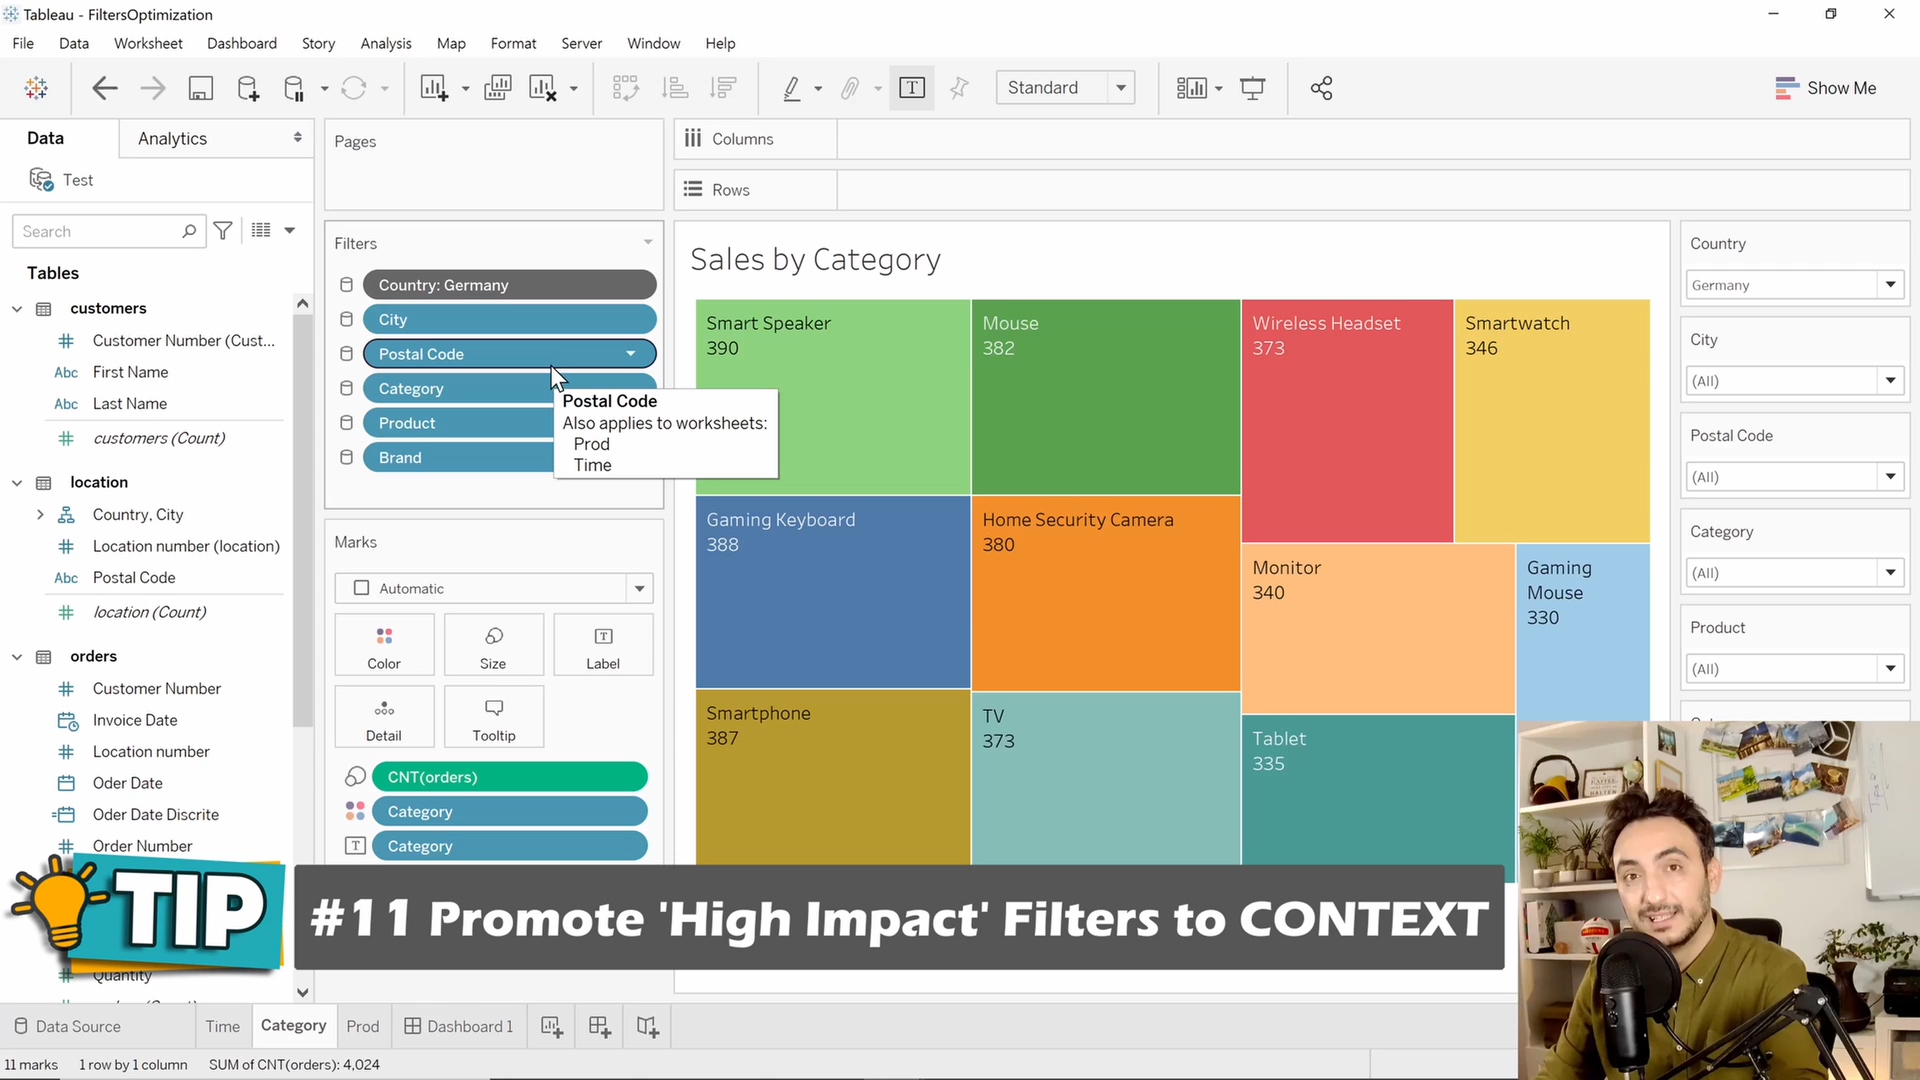 Tableau - FiltersOptimization
File Data Worksheet Dashboard Story Analysis Map Format Server Window Help
Standard
Show Me
Data
Analytics
Test
Search
Tables
customers
Customer Number (Cust...
Abc First Name
Abc Last Name
customers (Count)
location
Country, City
Location number (location)
Abc Postal Code
location (Count)
orders
Customer Number
Invoice Date
Location number
Oder Date
Oder Date Discrite
Order Number
Quantity
Pages
Filters
Country: Germany
City
Postal Code
Category
Product
Brand
Postal Code
Also applies to worksheets:
Prod
Time
Marks
Automatic
Color
Size
Label
Detail
Tooltip
CNT(orders)
Category
Category
Columns
Rows
Sales by Category
Smart Speaker
390
Mouse
382
Wireless Headset
373
Smartwatch
346
Gaming Keyboard
388
Home Security Camera
380
Monitor
340
Gaming
Mouse
330
Smartphone
387
TV
373
Tablet
335
Country
Germany
City
(All)
Postal Code
(All)
Category
(All)
Product
(All)
TIP
#11 Promote 'High Impact' Filters to CONTEXT
Data Source
Time
Category
Prod
Dashboard 1
11 marks
1 row by 1 column
SUM of CNT(orders): 4,024